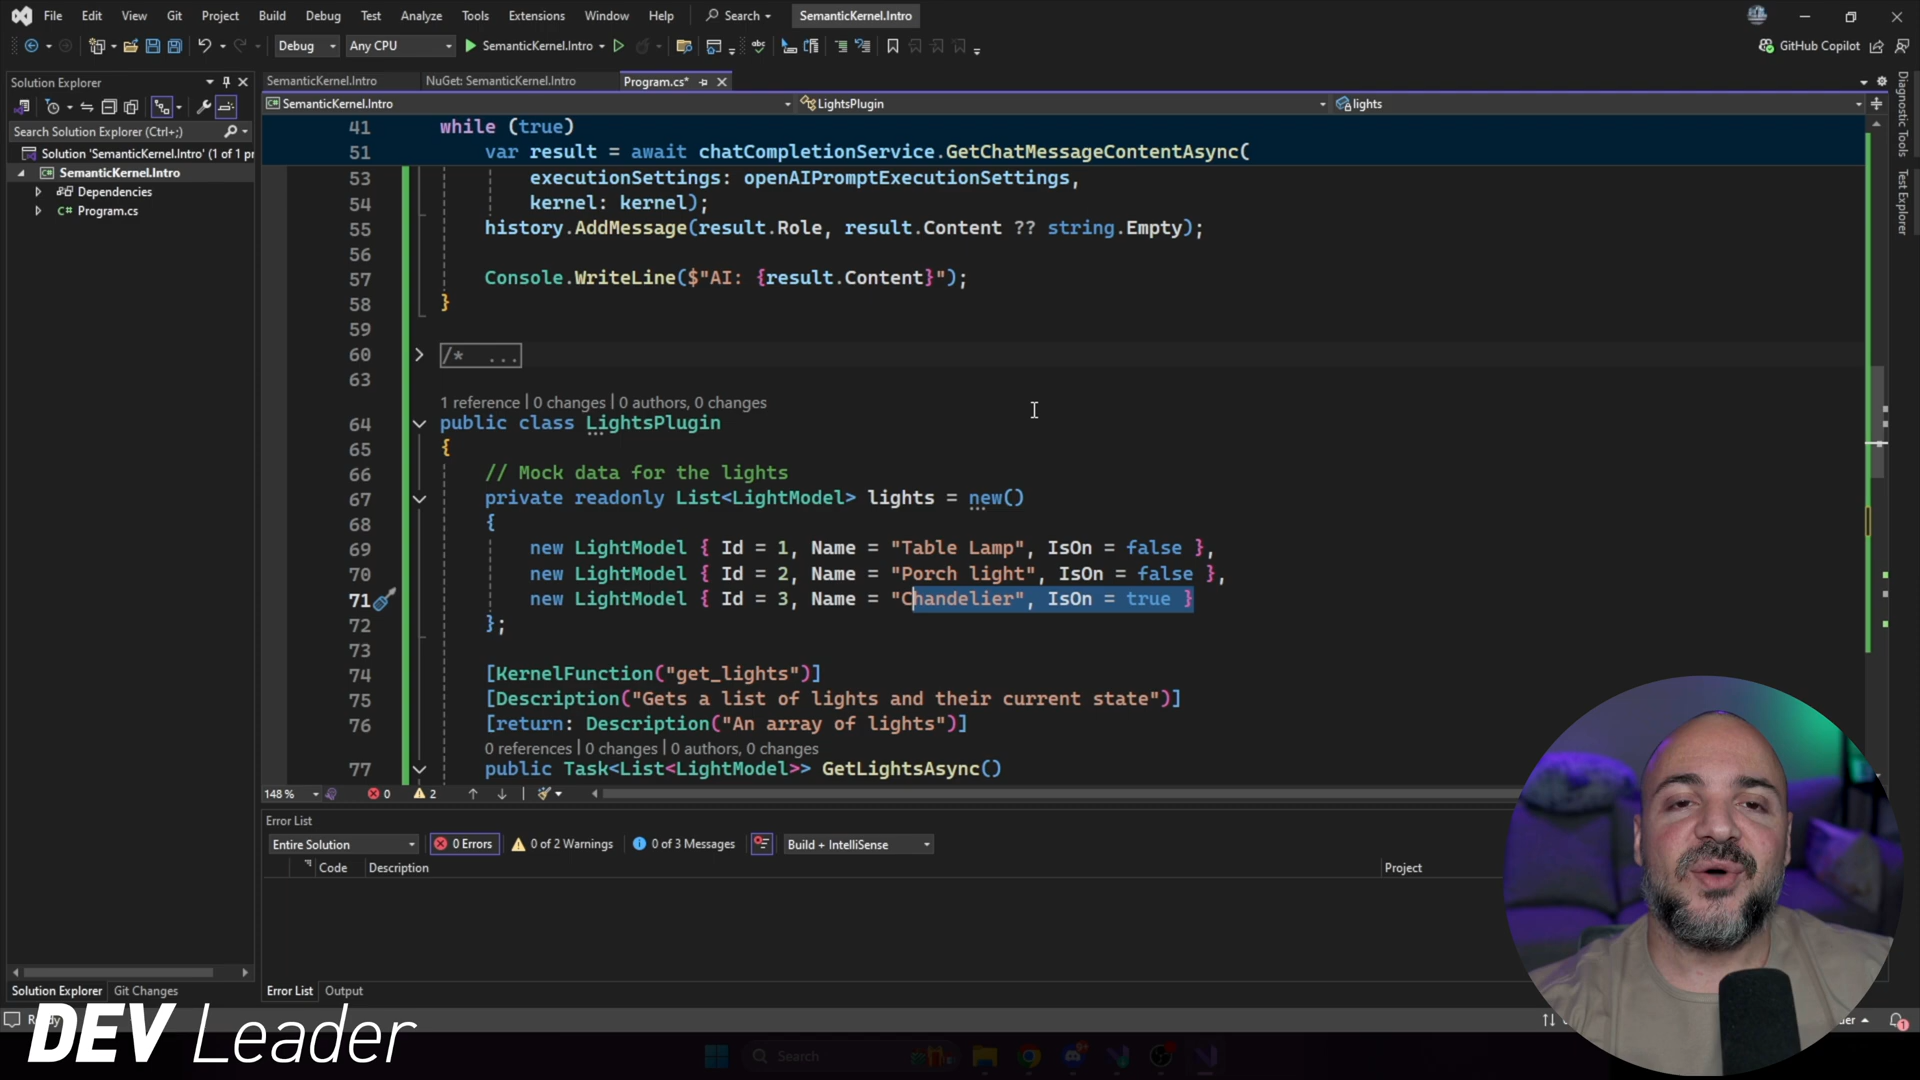 File Edit View Git Project Build Debug Test Analyze Tools Extensions Window Help Search SemanticKernel.Intro
Debug Any CPU SemanticKernel.Intro GitHub Copilot
Solution Explorer
Search Solution Explorer (Ctrl+;)
Solution 'SemanticKernel.Intro' (1 of 1 pr
SemanticKernel.Intro
Dependencies
C# Program.cs
SemanticKernel.Intro NuGet: SemanticKernel.Intro Program.cs*
SemanticKernel.Intro LightsPlugin lights
41 while (true)
51 var result = await chatCompletionService.GetChatMessageContentAsync(
53 executionSettings: openAIPromptExecutionSettings,
54 kernel: kernel);
55 history.AddMessage(result.Role, result.Content ?? string.Empty);
56
57 Console.WriteLine($"AI: {result.Content}");
58 }
59
60 /* ...
63
1 reference | 0 changes | 0 authors, 0 changes
64 public class LightsPlugin
65 {
66 // Mock data for the lights
67 private readonly List<LightModel> lights = new()
68 {
69 new LightModel { Id = 1, Name = "Table Lamp", IsOn = false },
70 new LightModel { Id = 2, Name = "Porch light", IsOn = false },
71 new LightModel { Id = 3, Name = "Chandelier", IsOn = true }
72 };
73
74 [KernelFunction("get_lights")]
75 [Description("Gets a list of lights and their current state")]
76 [return: Description("An array of lights")]
0 references | 0 changes | 0 authors, 0 changes
77 public Task<List<LightModel>> GetLightsAsync()
148 % 0 2
Error List
Entire Solution 0 Errors 0 of 2 Warnings 0 of 3 Messages Build + IntelliSense
Code Description Project
Solution Explorer Git Changes
Error List Output
DEV Leader
Search
Diagnostic Tools
Test Explorer